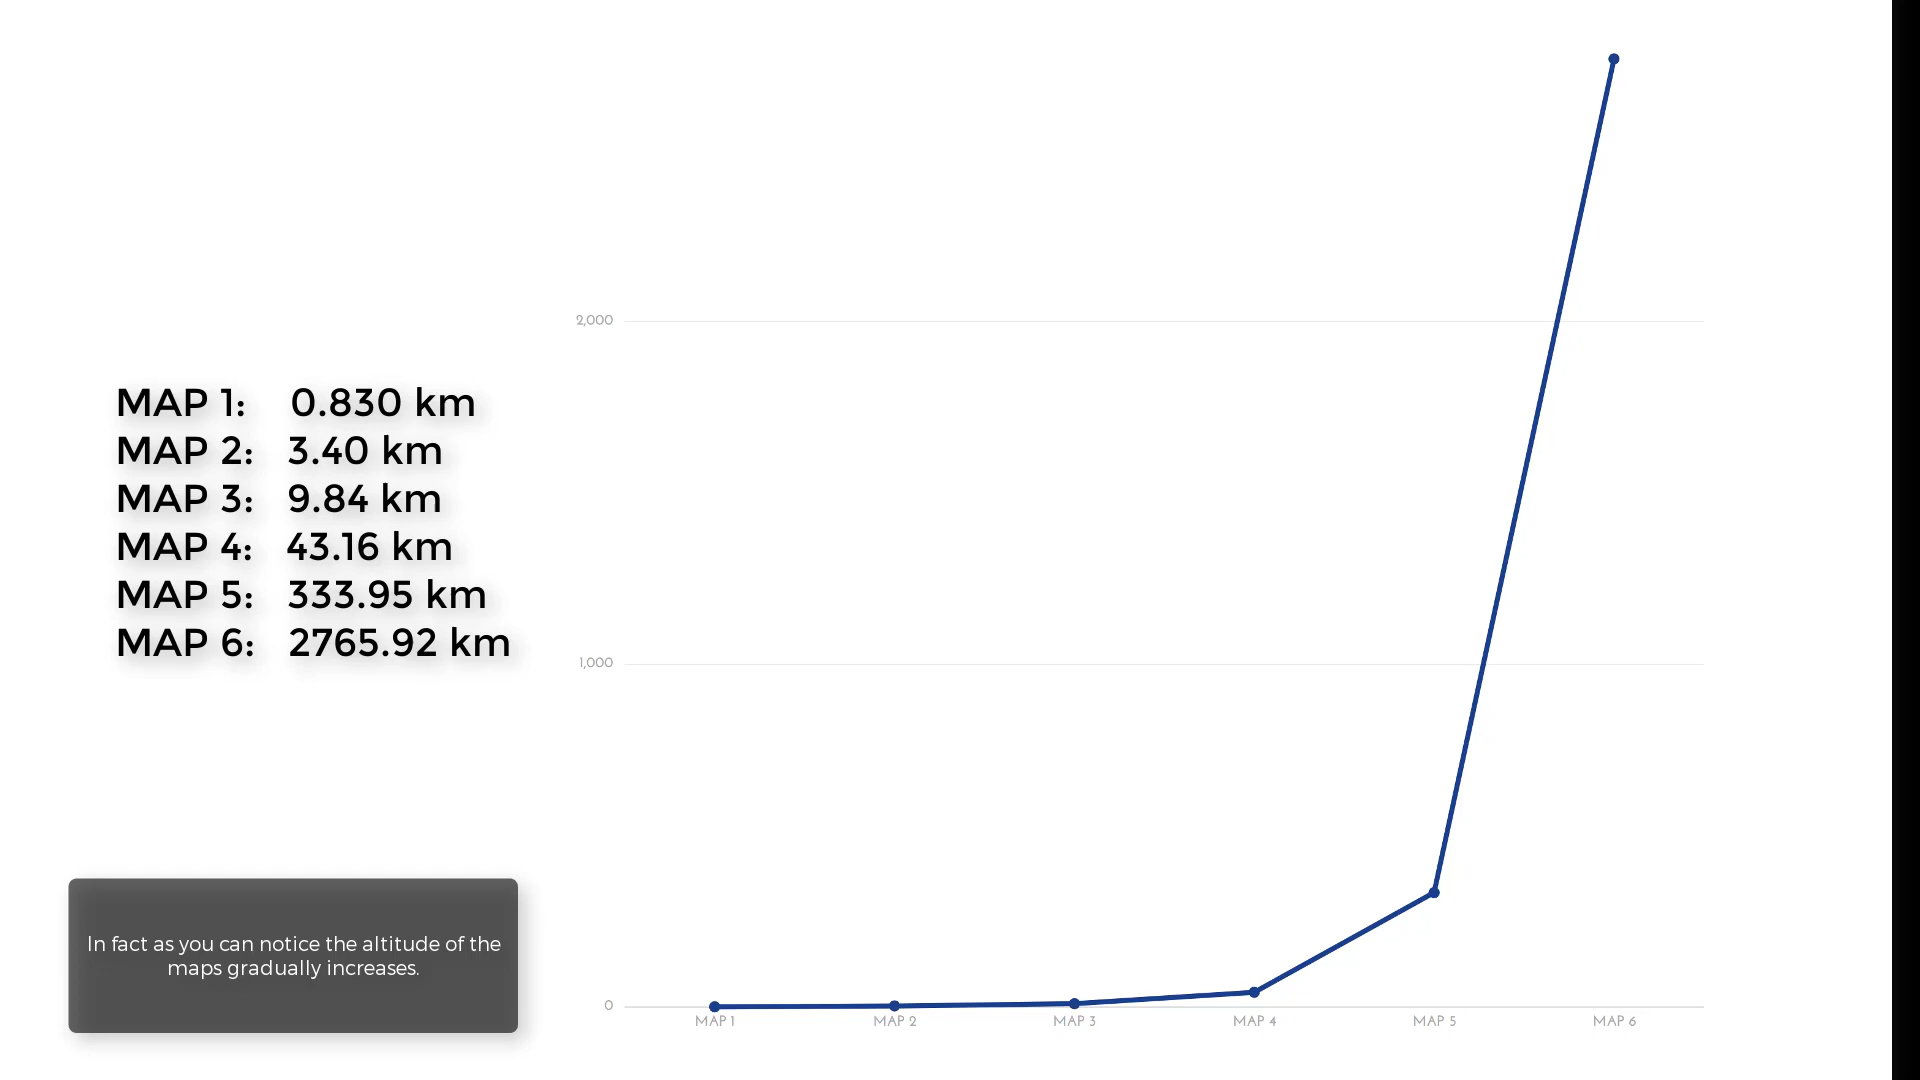 MAP 1: 0.830 km
MAP 2: 3.40 km
MAP 3: 9.84 km
MAP 4: 43.16 km
MAP 5: 333.95 km
MAP 6: 2765.92 km
In fact as you can notice the altitude of the
maps gradually increases.
2,000
1,000
0
MAP 1 MAP 2 MAP 3 MAP 4 MAP 5 MAP 6